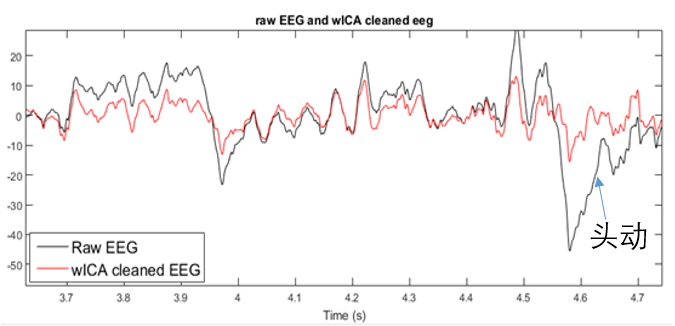 raw EEG and wICA cleaned eeg
20
10
0
-10
-20
-30
-40
-50
头动
Raw EEG
wICA cleaned EEG
3.7 3.8 3.9 4 4.1 4.2 4.3 4.4 4.5 4.6 4.7
Time (s)